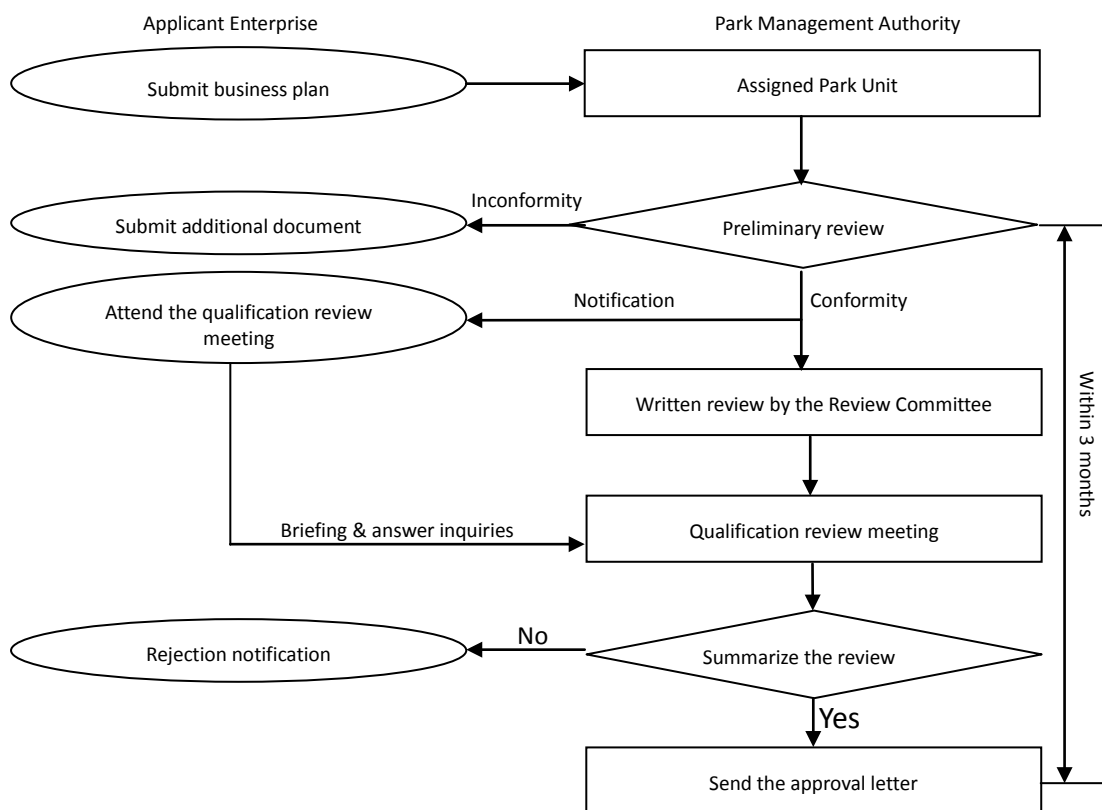 Applicant Enterprise
Park Management Authority
Submit business plan
Assigned Park Unit
Inconformity
Submit additional document
Preliminary review
Notification
Conformity
Attend the qualification review
meeting
Written review by the Review Committee
Within 3 months
Briefing & answer inquiries
Qualification review meeting
No
Rejection notification
Summarize the review
Yes
Send the approval letter